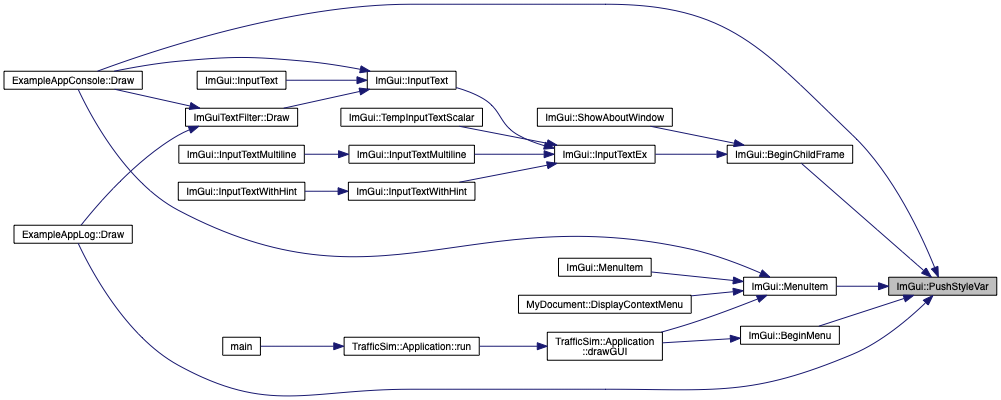 ExampleAppConsole::Draw
ImGui::InputText
ImGui::InputText
ImGuiTextFilter::Draw
ImGui::TempInputTextScalar
ImGui::ShowAboutWindow
ImGui::InputTextMultiline
ImGui::InputTextMultiline
ImGui::InputTextEx
ImGui::BeginChildFrame
ImGui::InputTextWithHint
ImGui::InputTextWithHint
ExampleAppLog::Draw
ImGui::MenuItem
ImGui::MenuItem
ImGui::PushStyleVar
MyDocument::DisplayContextMenu
ImGui::BeginMenu
main
TrafficSim::Application::run
TrafficSim::Application
::drawGUI